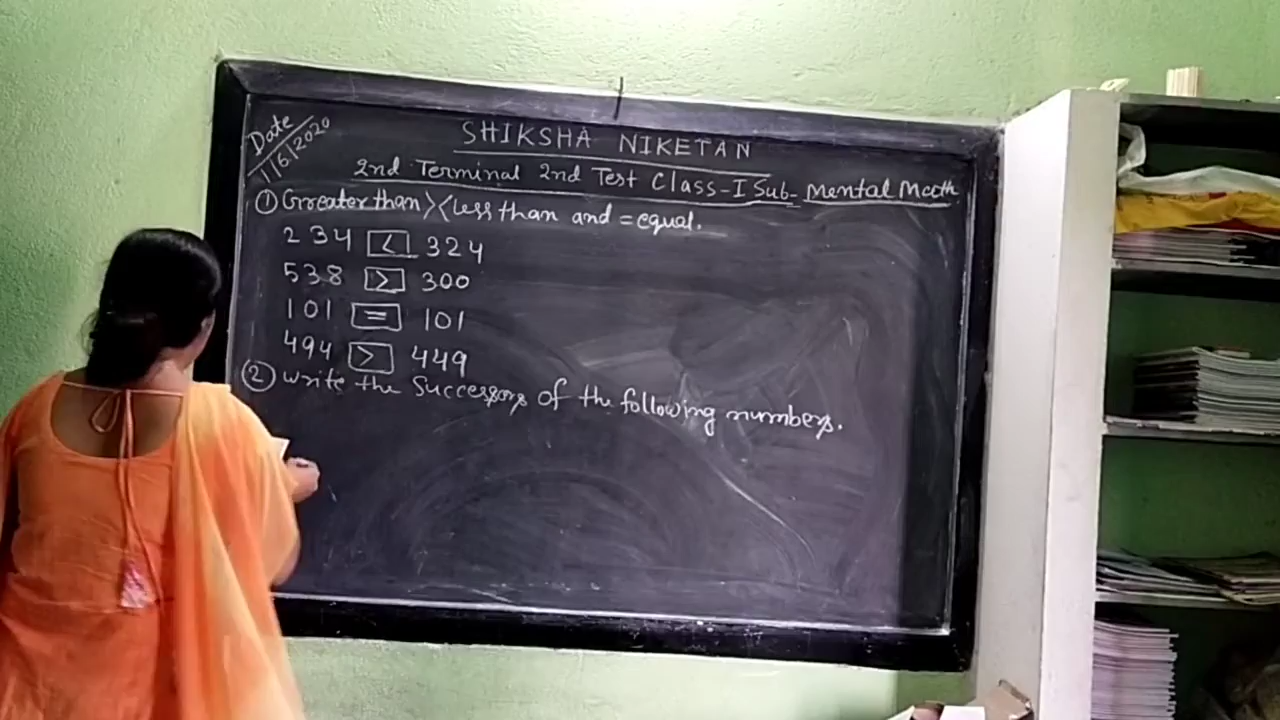 Date
1/6/2020
SHIKSHA NIKETAN
2nd Terminal 2nd Test Class-I Sub- Mental Math
① Greater than > < less than and = equal.
234 < 324
538 > 300
101 = 101
494 > 449
② Write the Successors of the following numbers.